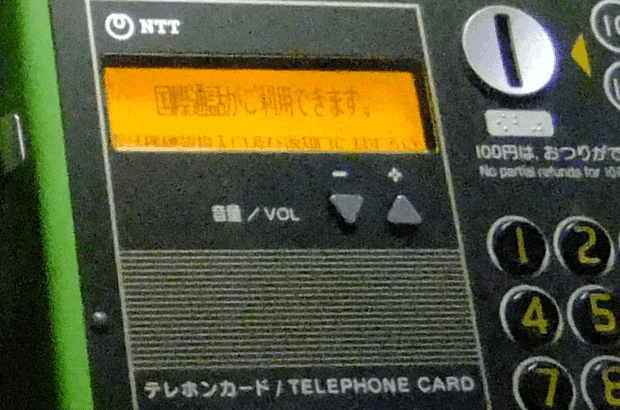 NTT
国際通話がご利用できます。
- +
音量/VOL
100円は、おつりがで
No partial refunds for 10
1 2
4 5
7 8
テレホンカード/TELEPHONE CARD